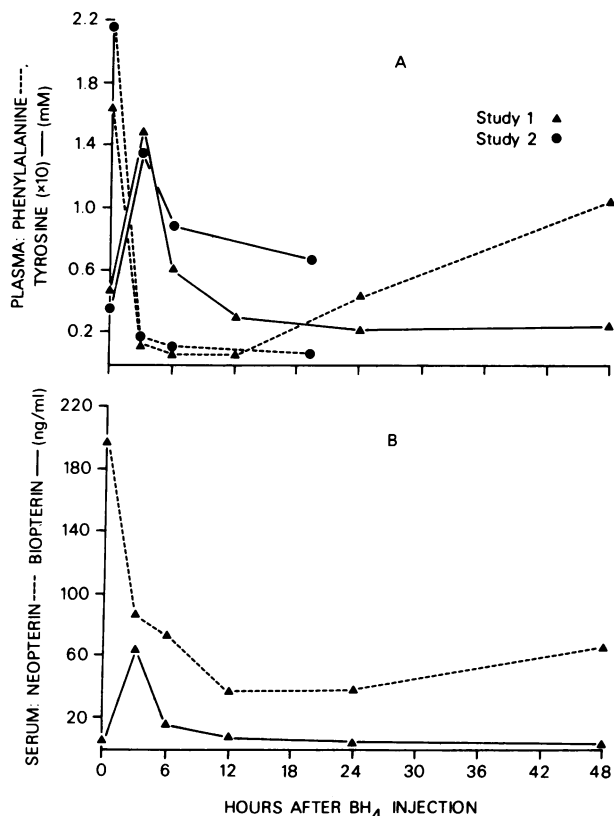 2.2
1.8
1.4
1.0
0.6
0.2
PLASMA: PHENYLALANINE ----,
TYROSINE (×10) — (mM)
A
Study 1 ▲
Study 2 ●
220
180
140
100
60
20
SERUM: NEOPTERIN ---- BIOPTERIN — (ng/ml)
B
0 6 12 18 24 30 36 42 48
HOURS AFTER BH₄ INJECTION